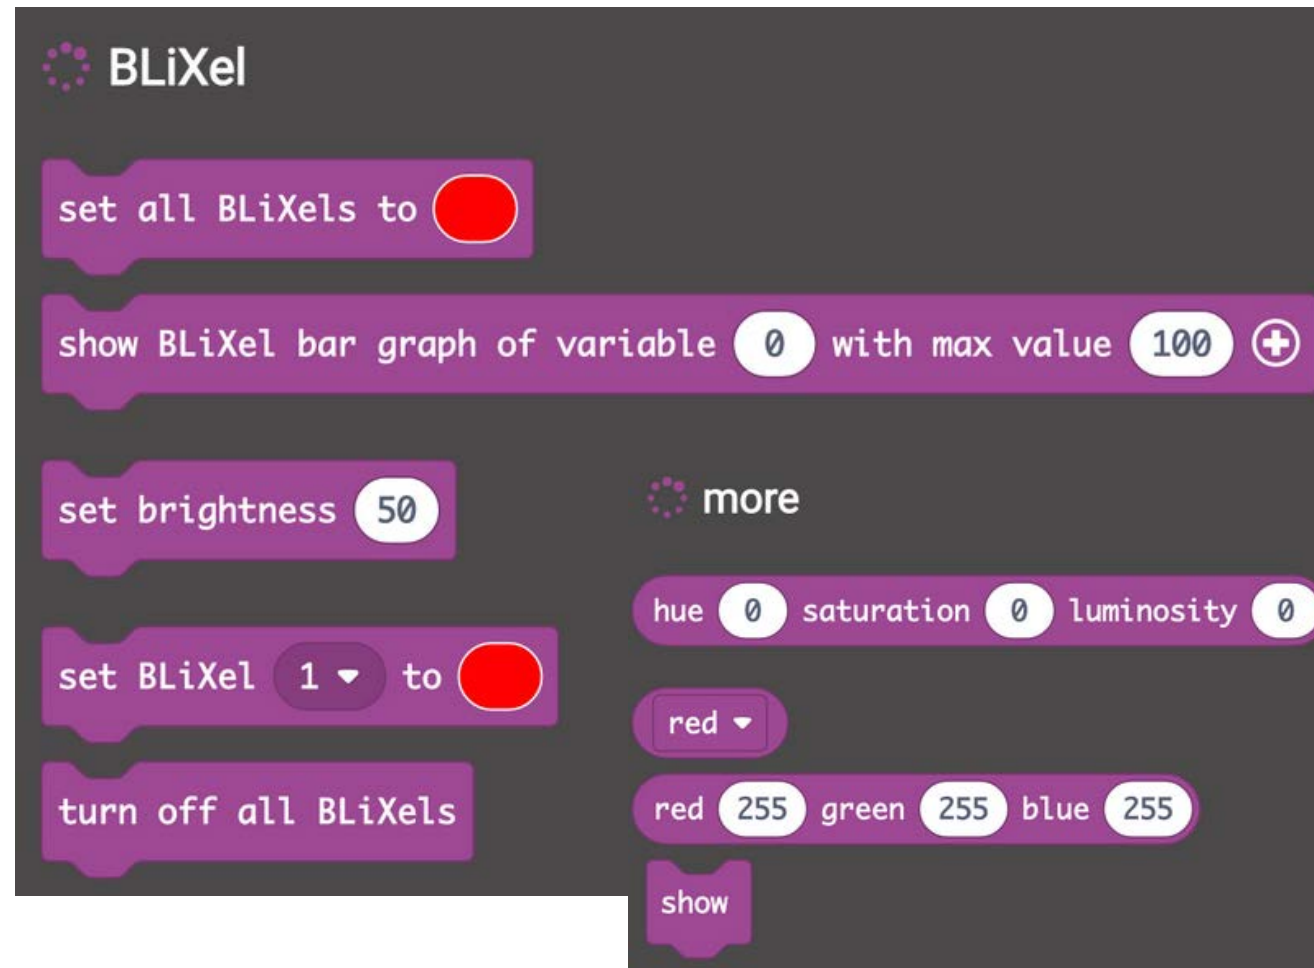 BLiXel
set all BLiXels to
show BLiXel bar graph of variable 0 with max value 100
set brightness 50
set BLiXel 1 to
turn off all BLiXels
more
hue 0 saturation 0 luminosity 0
red
red 255 green 255 blue 255
show